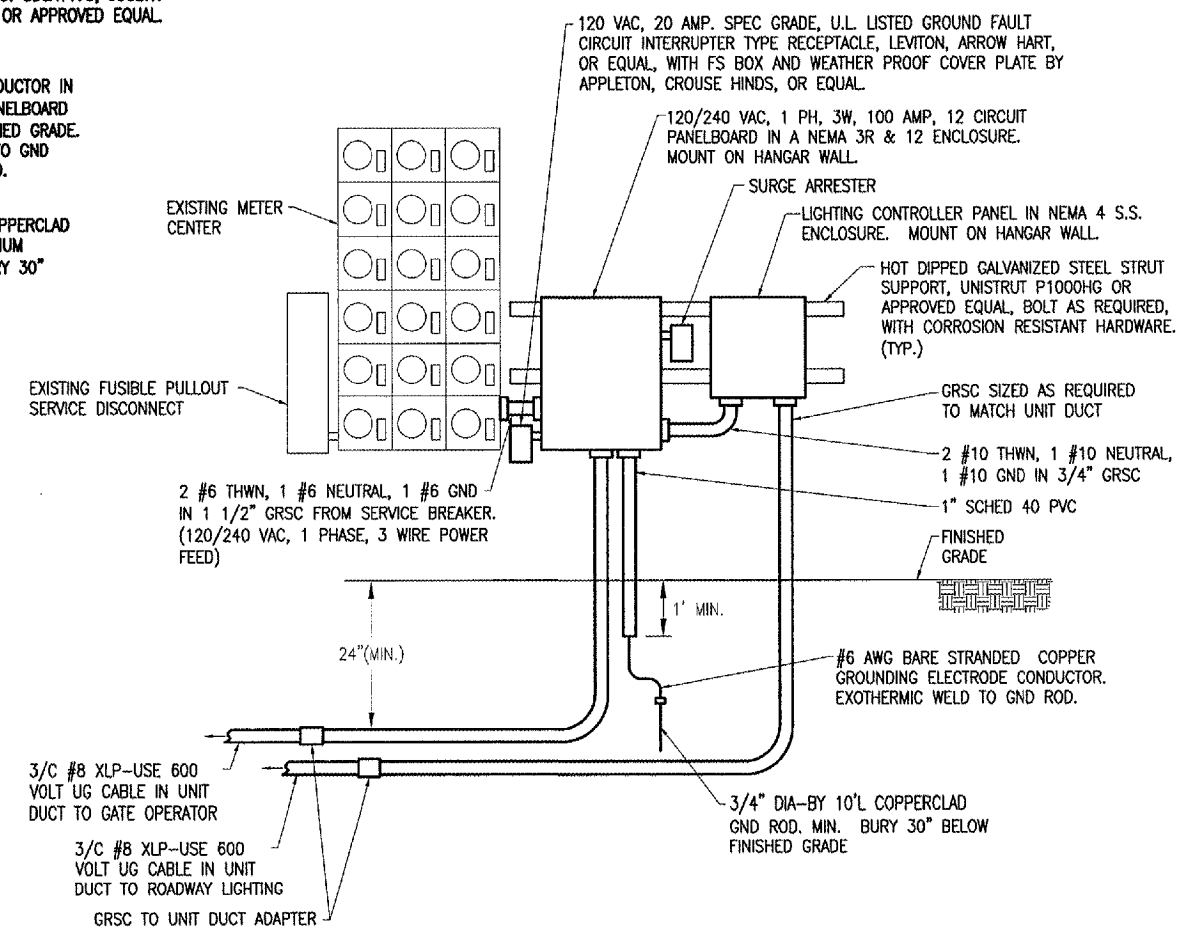 OR APPROVED EQUAL.
DUCTOR IN
NELBOARD
HED GRADE.
TO GND
).
PPERCLAD
IUM
RY 30"
120 VAC, 20 AMP. SPEC GRADE, U.L. LISTED GROUND FAULT
CIRCUIT INTERRUPTER TYPE RECEPTACLE, LEVITON, ARROW HART,
OR EQUAL, WITH FS BOX AND WEATHER PROOF COVER PLATE BY
APPLETON, CROUSE HINDS, OR EQUAL.
120/240 VAC, 1 PH, 3W, 100 AMP, 12 CIRCUIT
PANELBOARD IN A NEMA 3R & 12 ENCLOSURE.
MOUNT ON HANGAR WALL.
SURGE ARRESTER
LIGHTING CONTROLLER PANEL IN NEMA 4 S.S.
ENCLOSURE. MOUNT ON HANGAR WALL.
HOT DIPPED GALVANIZED STEEL STRUT
SUPPORT, UNISTRUT P1000HG OR
APPROVED EQUAL, BOLT AS REQUIRED,
WITH CORROSION RESISTANT HARDWARE.
(TYP.)
EXISTING METER
CENTER
EXISTING FUSIBLE PULLOUT
SERVICE DISCONNECT
GRSC SIZED AS REQUIRED
TO MATCH UNIT DUCT
2 #10 THWN, 1 #10 NEUTRAL,
1 #10 GND IN 3/4" GRSC
1" SCHED 40 PVC
2 #6 THWN, 1 #6 NEUTRAL, 1 #6 GND
IN 1 1/2" GRSC FROM SERVICE BREAKER.
(120/240 VAC, 1 PHASE, 3 WIRE POWER
FEED)
FINISHED
GRADE
1' MIN.
24"(MIN.)
#6 AWG BARE STRANDED COPPER
GROUNDING ELECTRODE CONDUCTOR.
EXOTHERMIC WELD TO GND ROD.
3/C #8 XLP-USE 600
VOLT UG CABLE IN UNIT
DUCT TO GATE OPERATOR
3/4" DIA-BY 10'L COPPERCLAD
GND ROD. MIN. BURY 30" BELOW
FINISHED GRADE
3/C #8 XLP-USE 600
VOLT UG CABLE IN UNIT
DUCT TO ROADWAY LIGHTING
GRSC TO UNIT DUCT ADAPTER